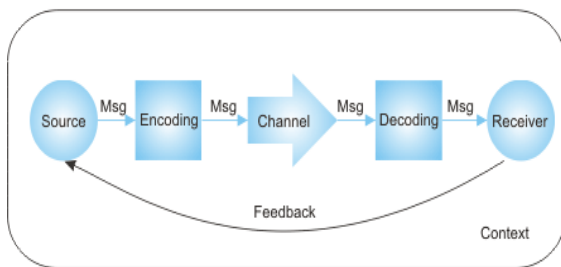 Msg Msg Msg Msg
Source Encoding Channel Decoding Receiver
Feedback
Context